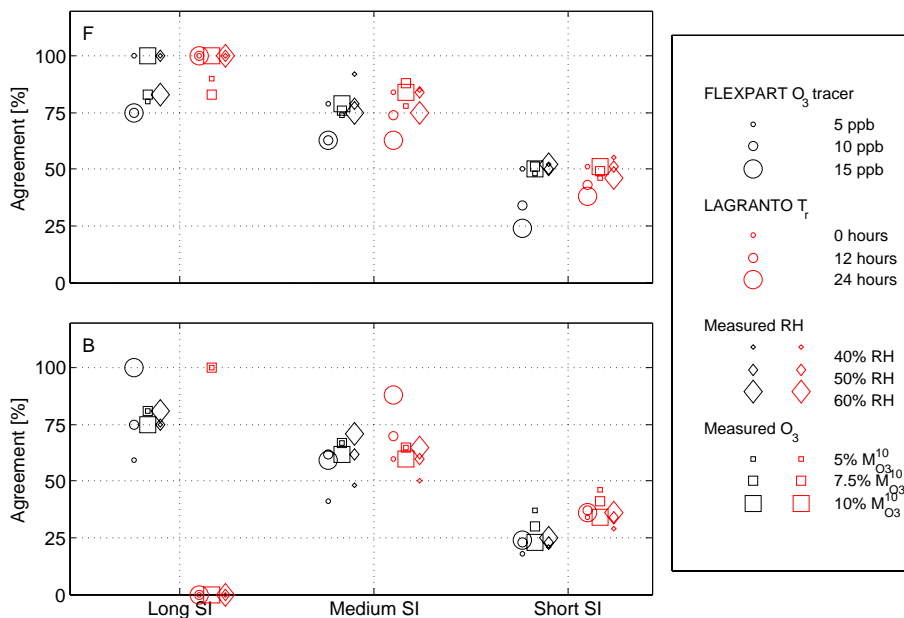 F
100
75
50
25
0
Agreement [%]
B
100
75
50
25
0
Agreement [%]
Long SI
Medium SI
Short SI
FLEXPART O3 tracer
5 ppb
10 ppb
15 ppb
LAGRANTO Tr
0 hours
12 hours
24 hours
Measured RH
40% RH
50% RH
60% RH
Measured O3
5% M10O3
7.5% M10O3
10% M10O3